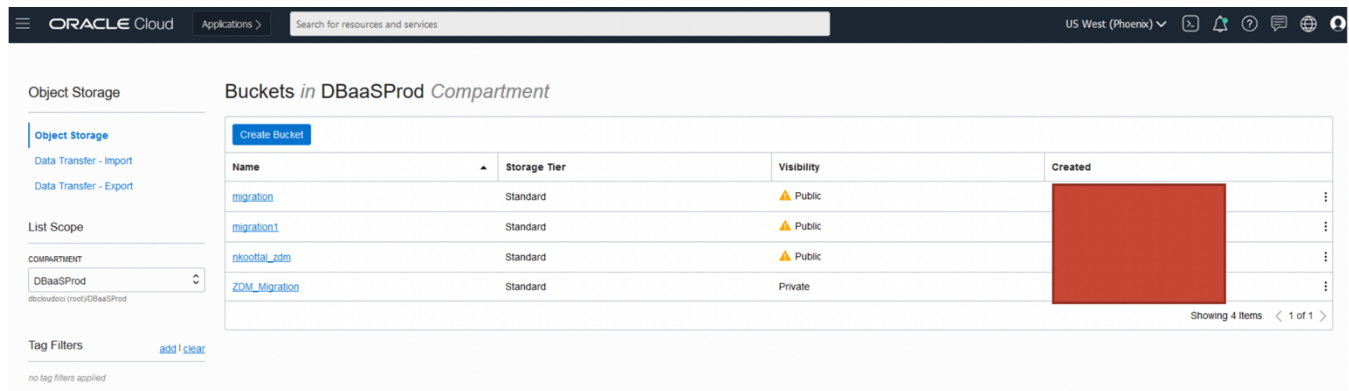 ORACLE Cloud Applications > Search for resources and services US West (Phoenix)
Object Storage
Object Storage
Data Transfer - Import
Data Transfer - Export
List Scope
COMPARTMENT
DBaaSProd
dbcloudoci (root)/DBaaSProd
Tag Filters add | clear
no tag filters applied
Buckets in DBaaSProd Compartment
Create Bucket
Name Storage Tier Visibility Created
migration Standard Public
migration1 Standard Public
nkoottal_zdm Standard Public
ZDM_Migration Standard Private
Showing 4 Items < 1 of 1 >